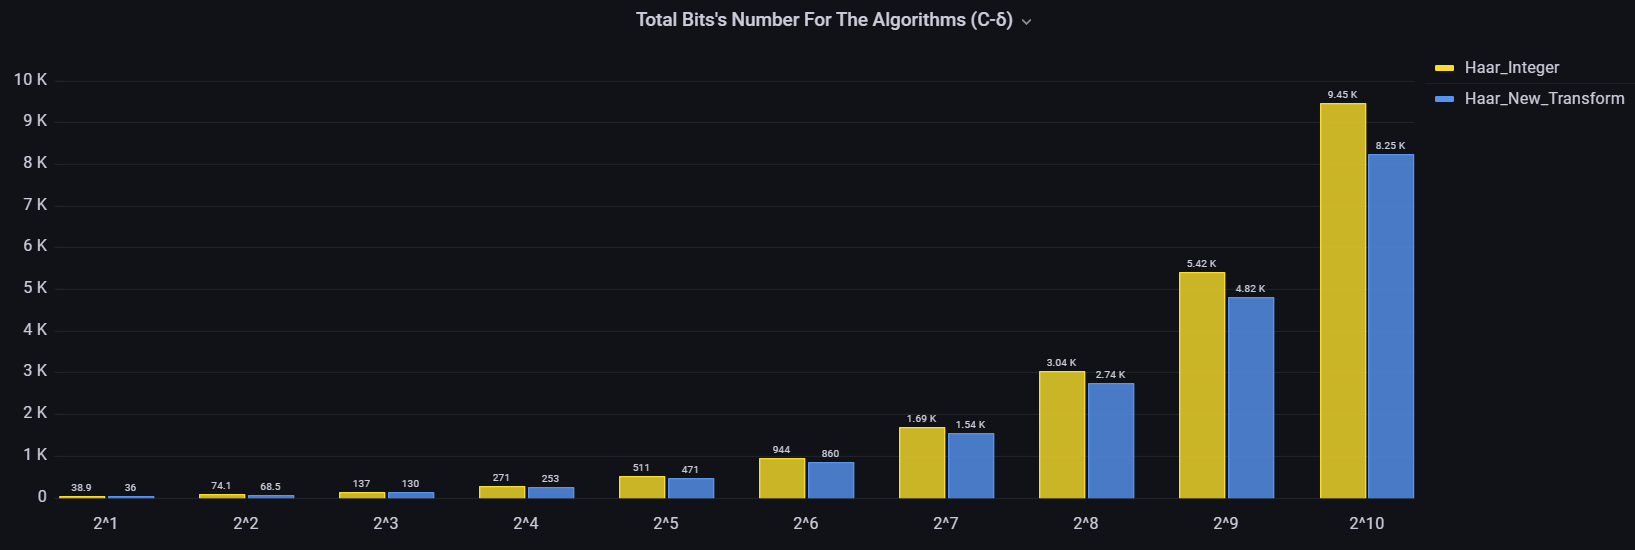 Total Bits's Number For The Algorithms (C-δ)
Haar_Integer
Haar_New_Transform
10 K
9 K
8 K
7 K
6 K
5 K
4 K
3 K
2 K
1 K
0
38.9
36
74.1
68.5
137
130
271
253
511
471
944
860
1.69 K
1.54 K
3.04 K
2.74 K
5.42 K
4.82 K
9.45 K
8.25 K
2^1
2^2
2^3
2^4
2^5
2^6
2^7
2^8
2^9
2^10